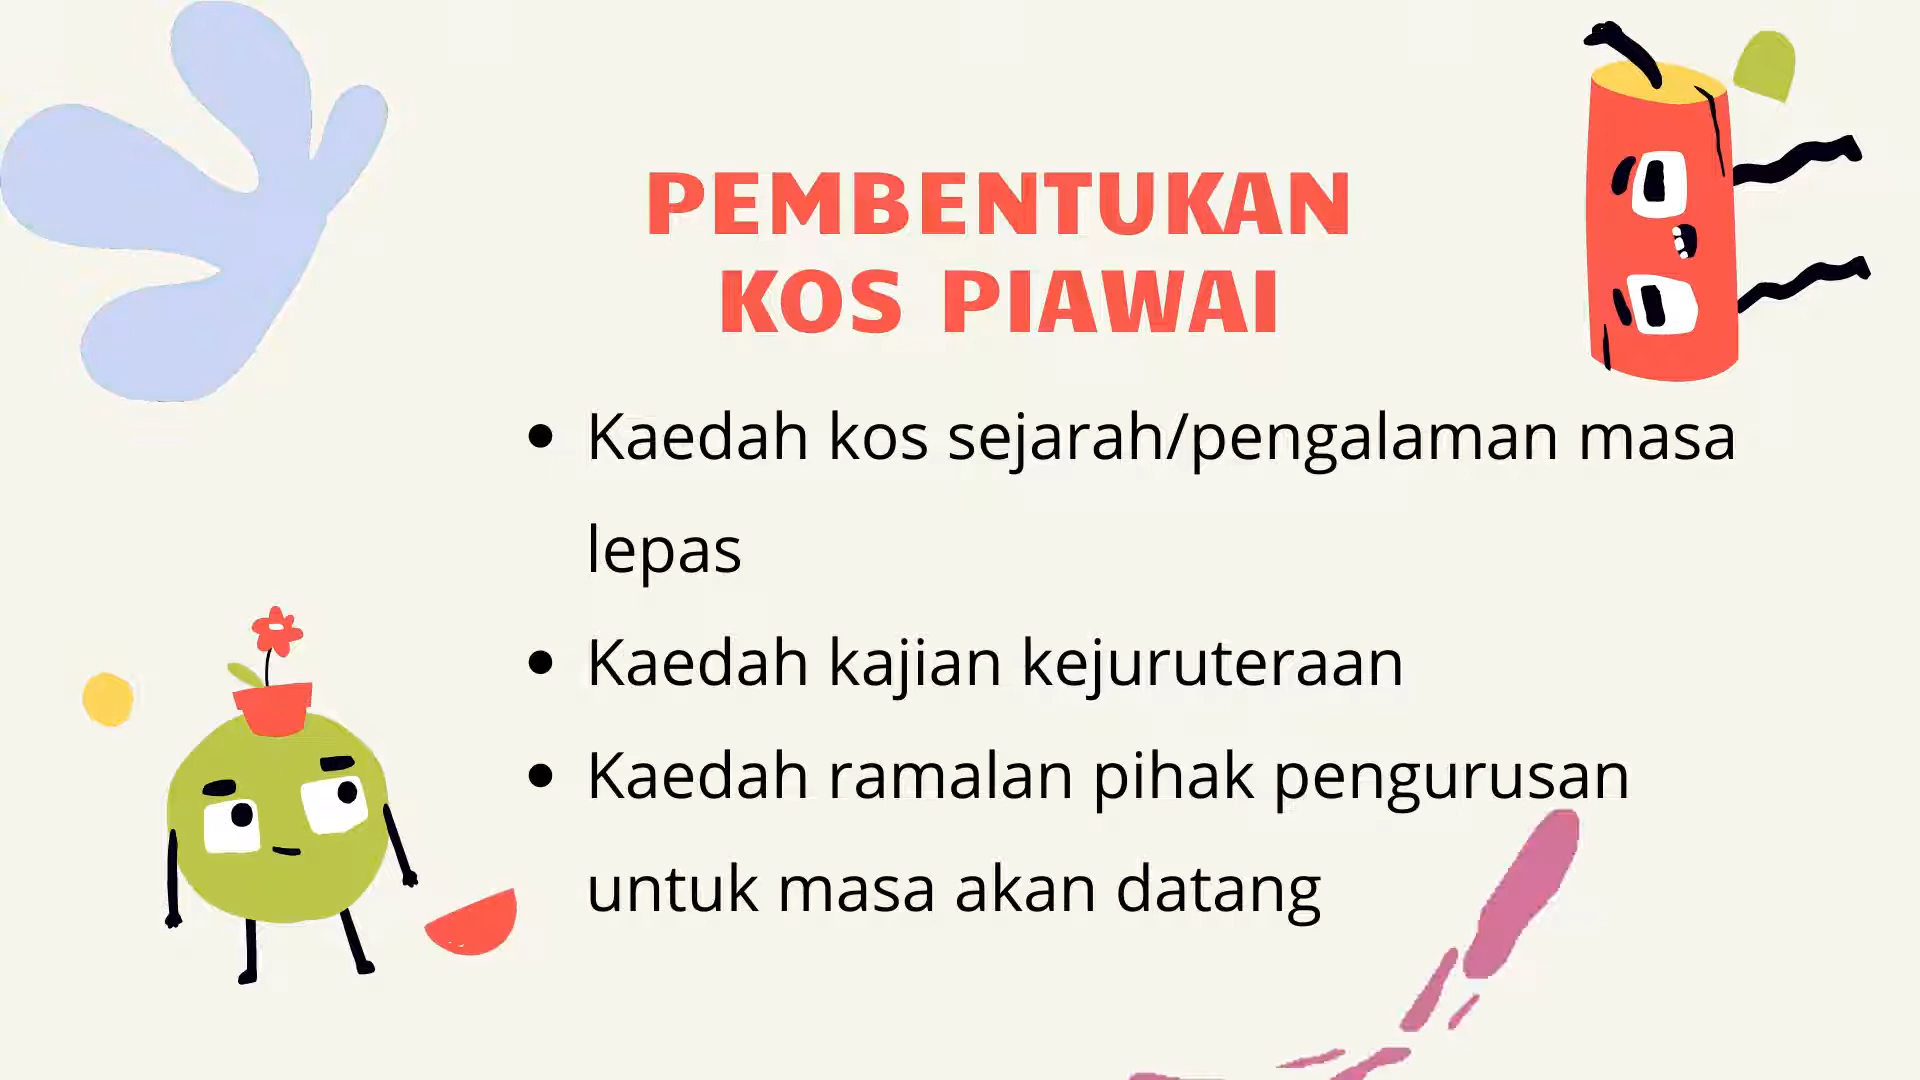 PEMBENTUKAN
KOS PIAWAI
• Kaedah kos sejarah/pengalaman masa
lepas
• Kaedah kajian kejuruteraan
• Kaedah ramalan pihak pengurusan
untuk masa akan datang